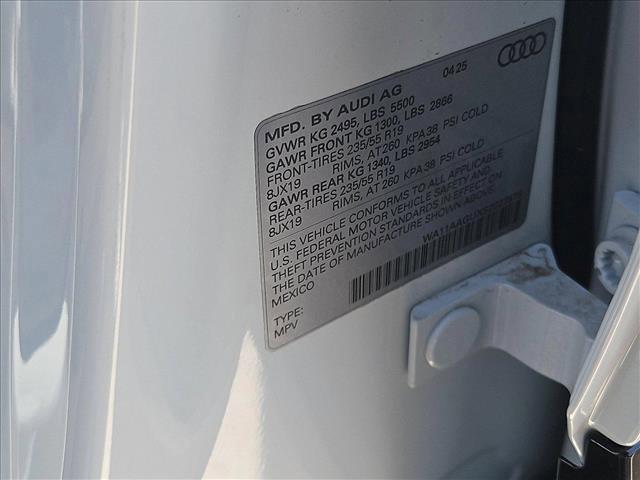 MFD. BY AUDI AG 04 25
GVWR KG 2495, LBS 5500
GAWR FRONT KG 1300, LBS 2866
FRONT-TIRES 235/55 R19
8JX19 RIMS, AT 260 KPA38 PSI COLD
GAWR REAR KG 1340, LBS 2954
REAR-TIRES 235/55 R19
8JX19 RIMS, AT 260 KPA 38 PSI COLD
THIS VEHICLE CONFORMS TO ALL APPLICABLE
U.S. FEDERAL MOTOR VEHICLE SAFETY AND
THEFT PREVENTION STANDARDS IN EFFECT ON
THE DATE OF MANUFACTURE SHOWN ABOVE.
MEXICO
TYPE:
MPV